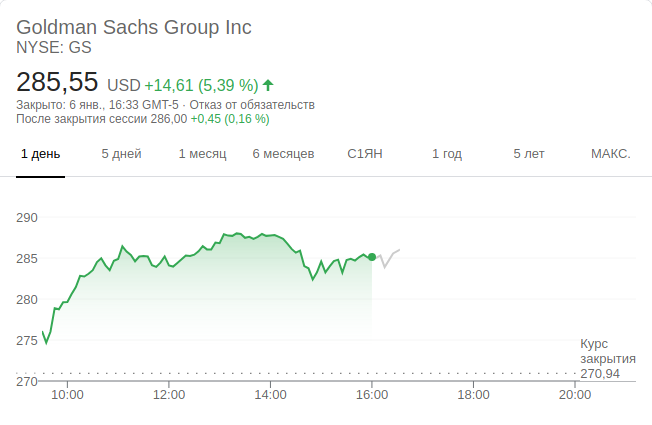 Goldman Sachs Group Inc
NYSE: GS
285,55 USD +14,61 (5,39 %)
Закрыто: 6 янв., 16:33 GMT-5 · Отказ от обязательств
После закрытия сессии 286,00 +0,45 (0,16 %)
1 день 5 дней 1 месяц 6 месяцев С1ЯН 1 год 5 лет МАКС.
290
285
280
275
Курс
закрытия
270,94
270
10:00 12:00 14:00 16:00 18:00 20:00